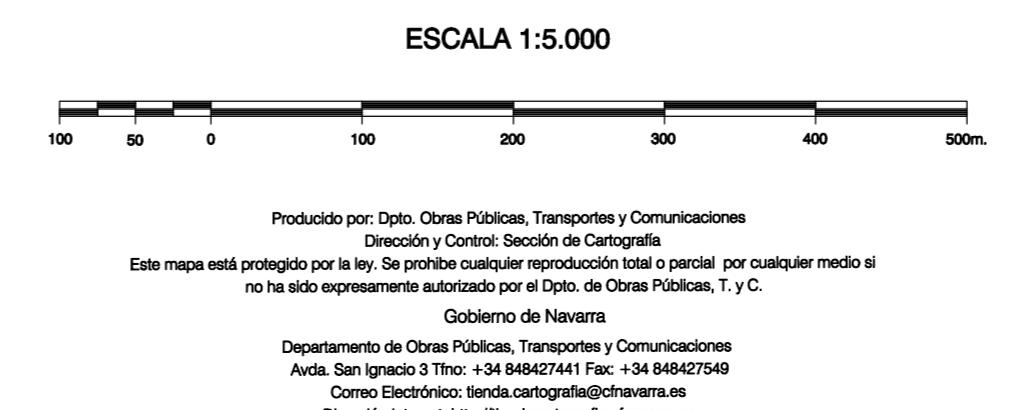 ESCALA 1:5.000
100 50 0 100 200 300 400 500m.
Producido por: Dpto. Obras Públicas, Transportes y Comunicaciones
Dirección y Control: Sección de Cartografía
Este mapa está protegido por la ley. Se prohibe cualquier reproducción total o parcial por cualquier medio si
no ha sido expresamente autorizado por el Dpto. de Obras Públicas, T. y C.
Gobierno de Navarra
Departamento de Obras Públicas, Transportes y Comunicaciones
Avda. San Ignacio 3 Tfno: +34 848427441 Fax: +34 848427549
Correo Electrónico: tienda.cartografia@cfnavarra.es